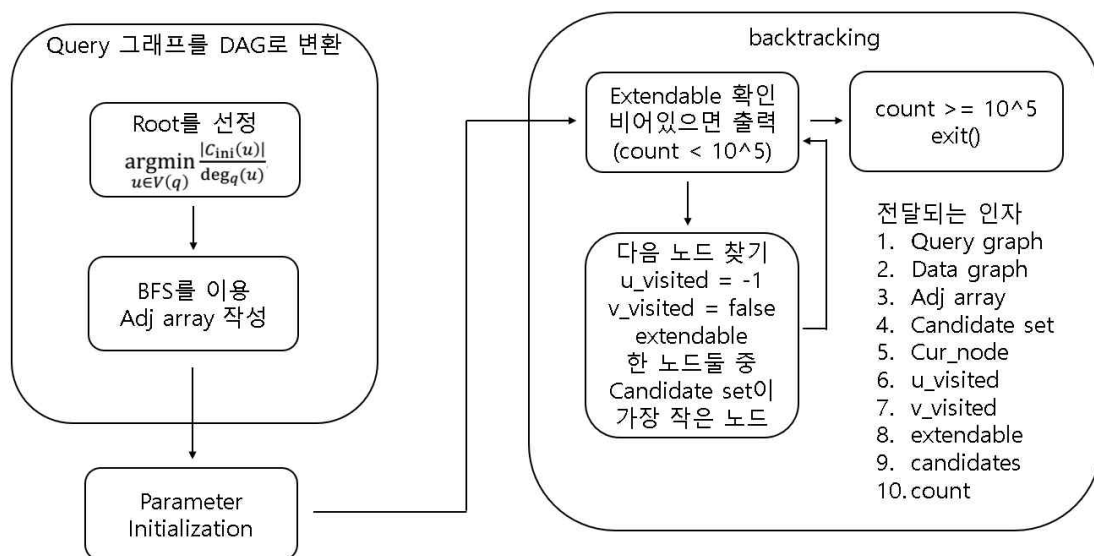 Query 그래프를 DAG로 변환
Root를 선정
argmin |C_ini(u)|
u∈V(q) deg_q(u)
BFS를 이용
Adj array 작성
Parameter
Initialization
backtracking
Extendable 확인
비어있으면 출력
(count < 10^5)
count >= 10^5
exit()
다음 노드 찾기
u_visited = -1
v_visited = false
extendable
한 노드둘 중
Candidate set이
가장 작은 노드
전달되는 인자
1. Query graph
2. Data graph
3. Adj array
4. Candidate set
5. Cur_node
6. u_visited
7. v_visited
8. extendable
9. candidates
10. count